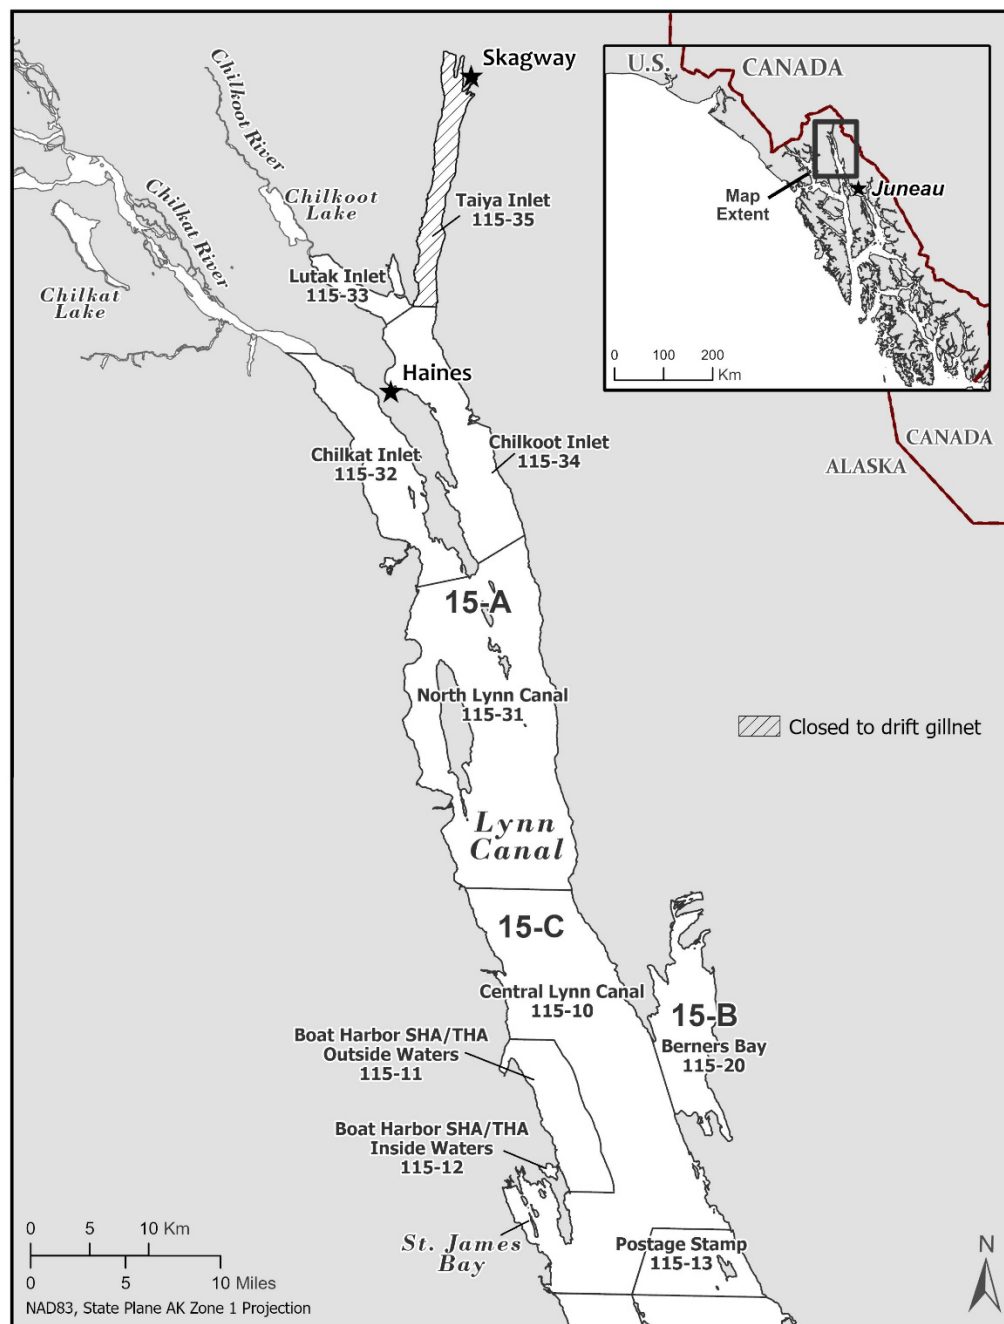 Skagway
Chilkoot River
Chilkoot
Lake
Taiya Inlet
115-35
Chilkat River
Lutak Inlet
115-33
Chilkat
Lake
Haines
Chilkat Inlet
115-32
Chilkoot Inlet
115-34
15-A
North Lynn Canal
115-31
Lynn
Canal
15-C
Central Lynn Canal
115-10
15-B
Berners Bay
115-20
Boat Harbor SHA/THA
Outside Waters
115-11
Boat Harbor SHA/THA
Inside Waters
115-12
St. James
Bay
Postage Stamp
115-13
U.S.
CANADA
Map
Extent
Juneau
0 100 200
Km
CANADA
ALASKA
Closed to drift gillnet
0 5 10 Km
0 5 10 Miles
NAD83, State Plane AK Zone 1 Projection
N